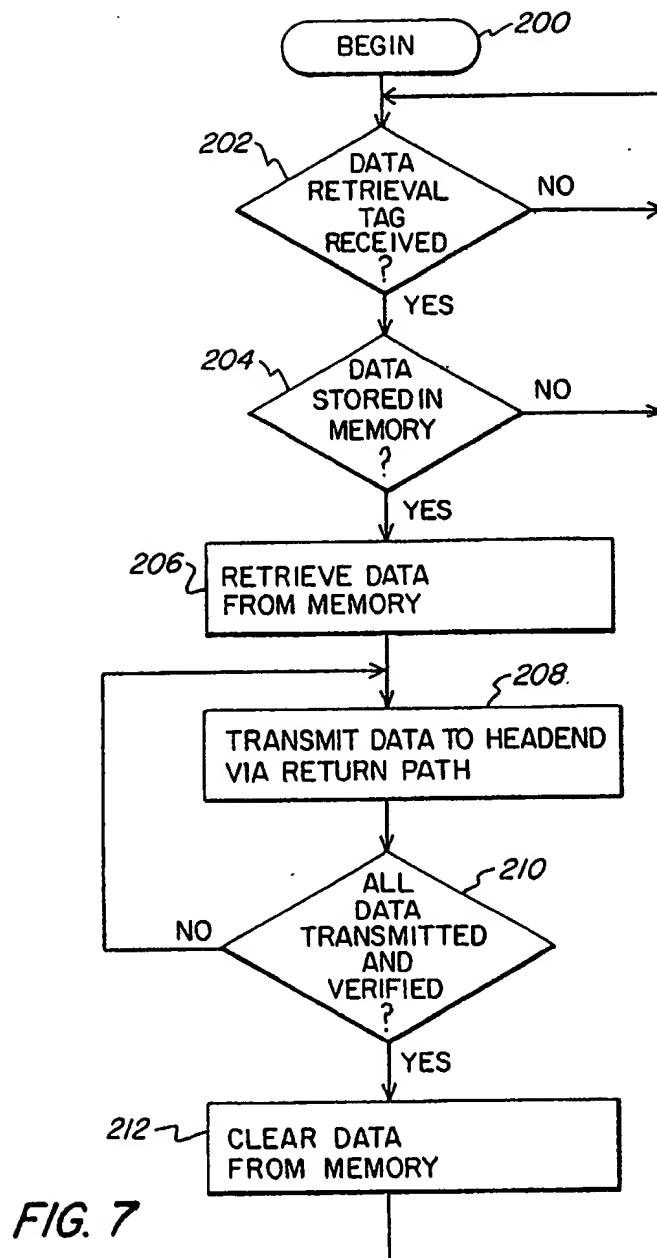 200
BEGIN
202
DATA
RETRIEVAL
TAG
RECEIVED
?
NO
YES
204
DATA
STORED IN
MEMORY
?
NO
YES
206
RETRIEVE DATA
FROM MEMORY
208.
TRANSMIT DATA TO HEADEND
VIA RETURN PATH
210
ALL
DATA
TRANSMITTED
AND
VERIFIED
?
NO
YES
212
CLEAR DATA
FROM MEMORY
FIG. 7